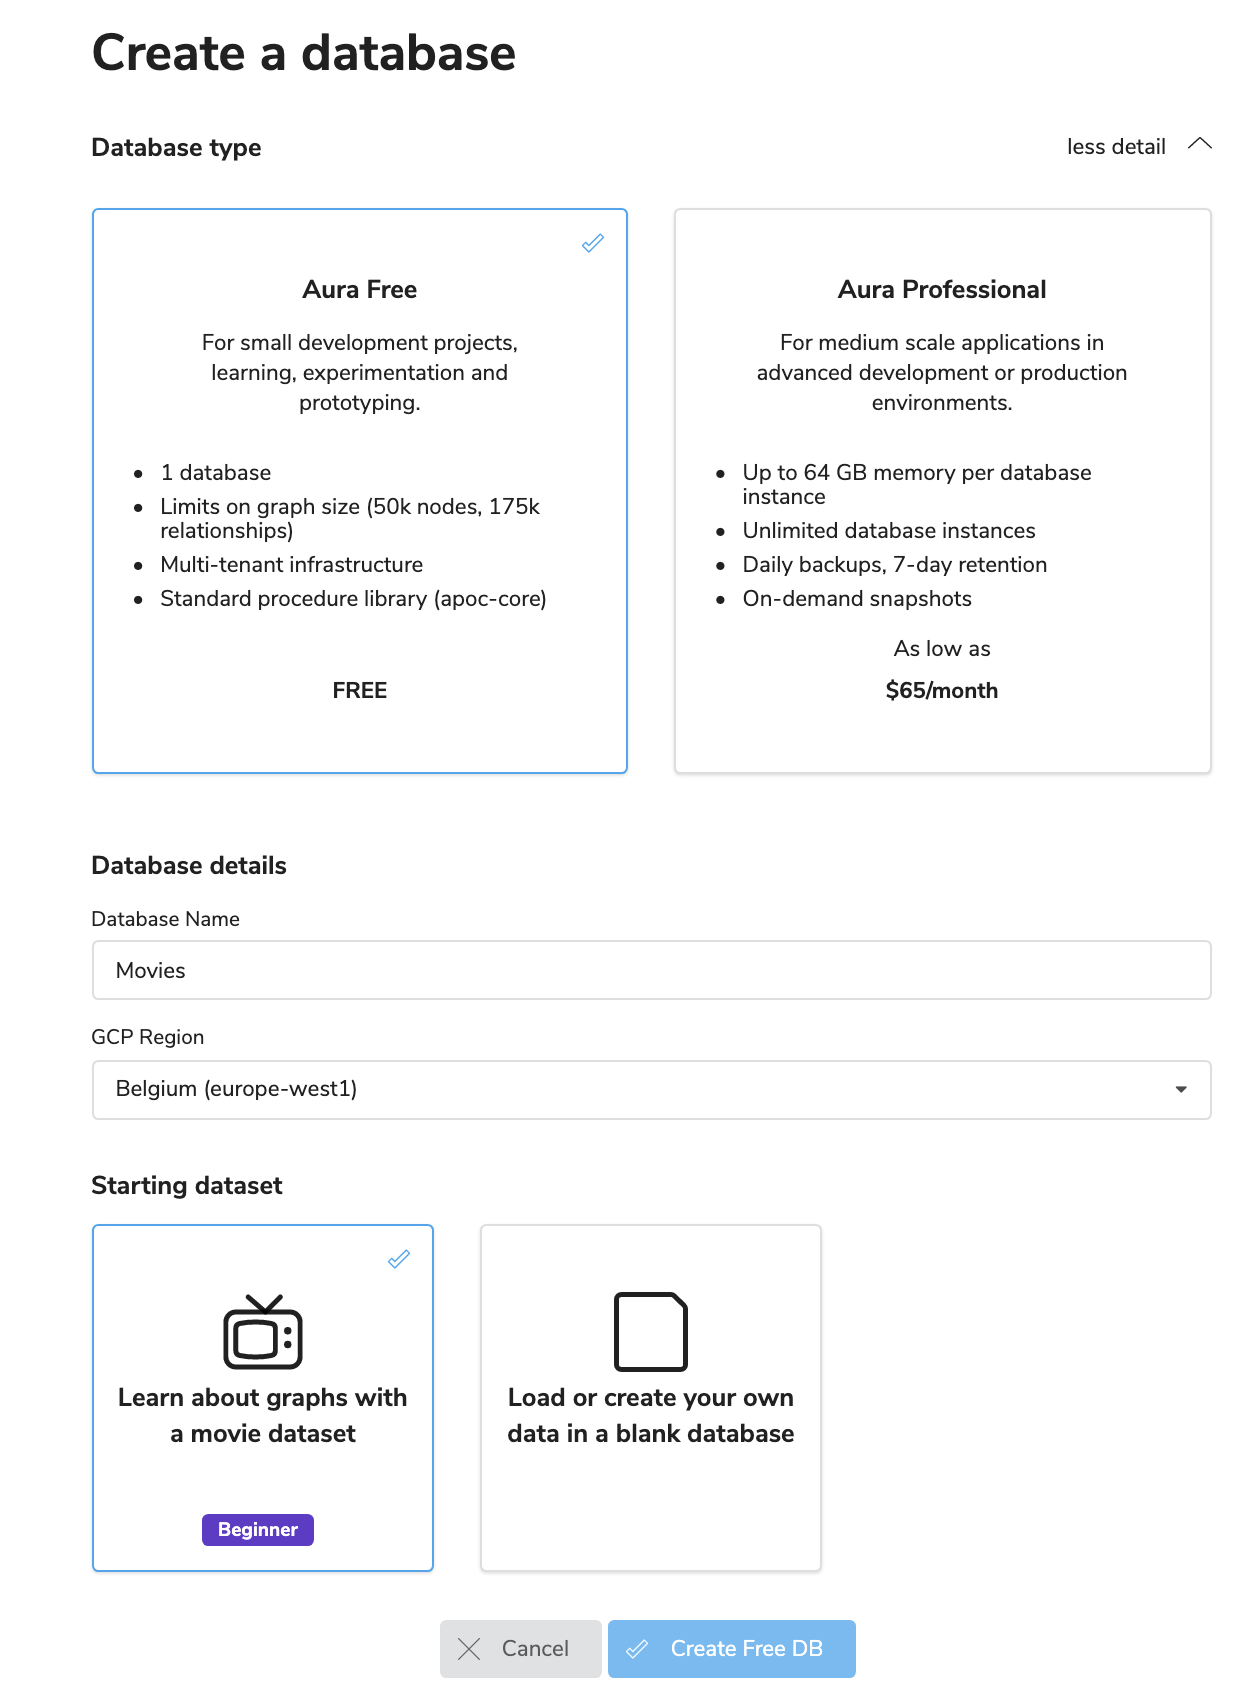 Create a database
Database type
less detail
Aura Free
For small development projects,
learning, experimentation and
prototyping.
• 1 database
• Limits on graph size (50k nodes, 175k
relationships)
• Multi-tenant infrastructure
• Standard procedure library (apoc-core)
FREE
Aura Professional
For medium scale applications in
advanced development or production
environments.
• Up to 64 GB memory per database
instance
• Unlimited database instances
• Daily backups, 7-day retention
• On-demand snapshots
As low as
$65/month
Database details
Database Name
Movies
GCP Region
Belgium (europe-west1)
Starting dataset
Learn about graphs with
a movie dataset
Beginner
Load or create your own
data in a blank database
Cancel
Create Free DB